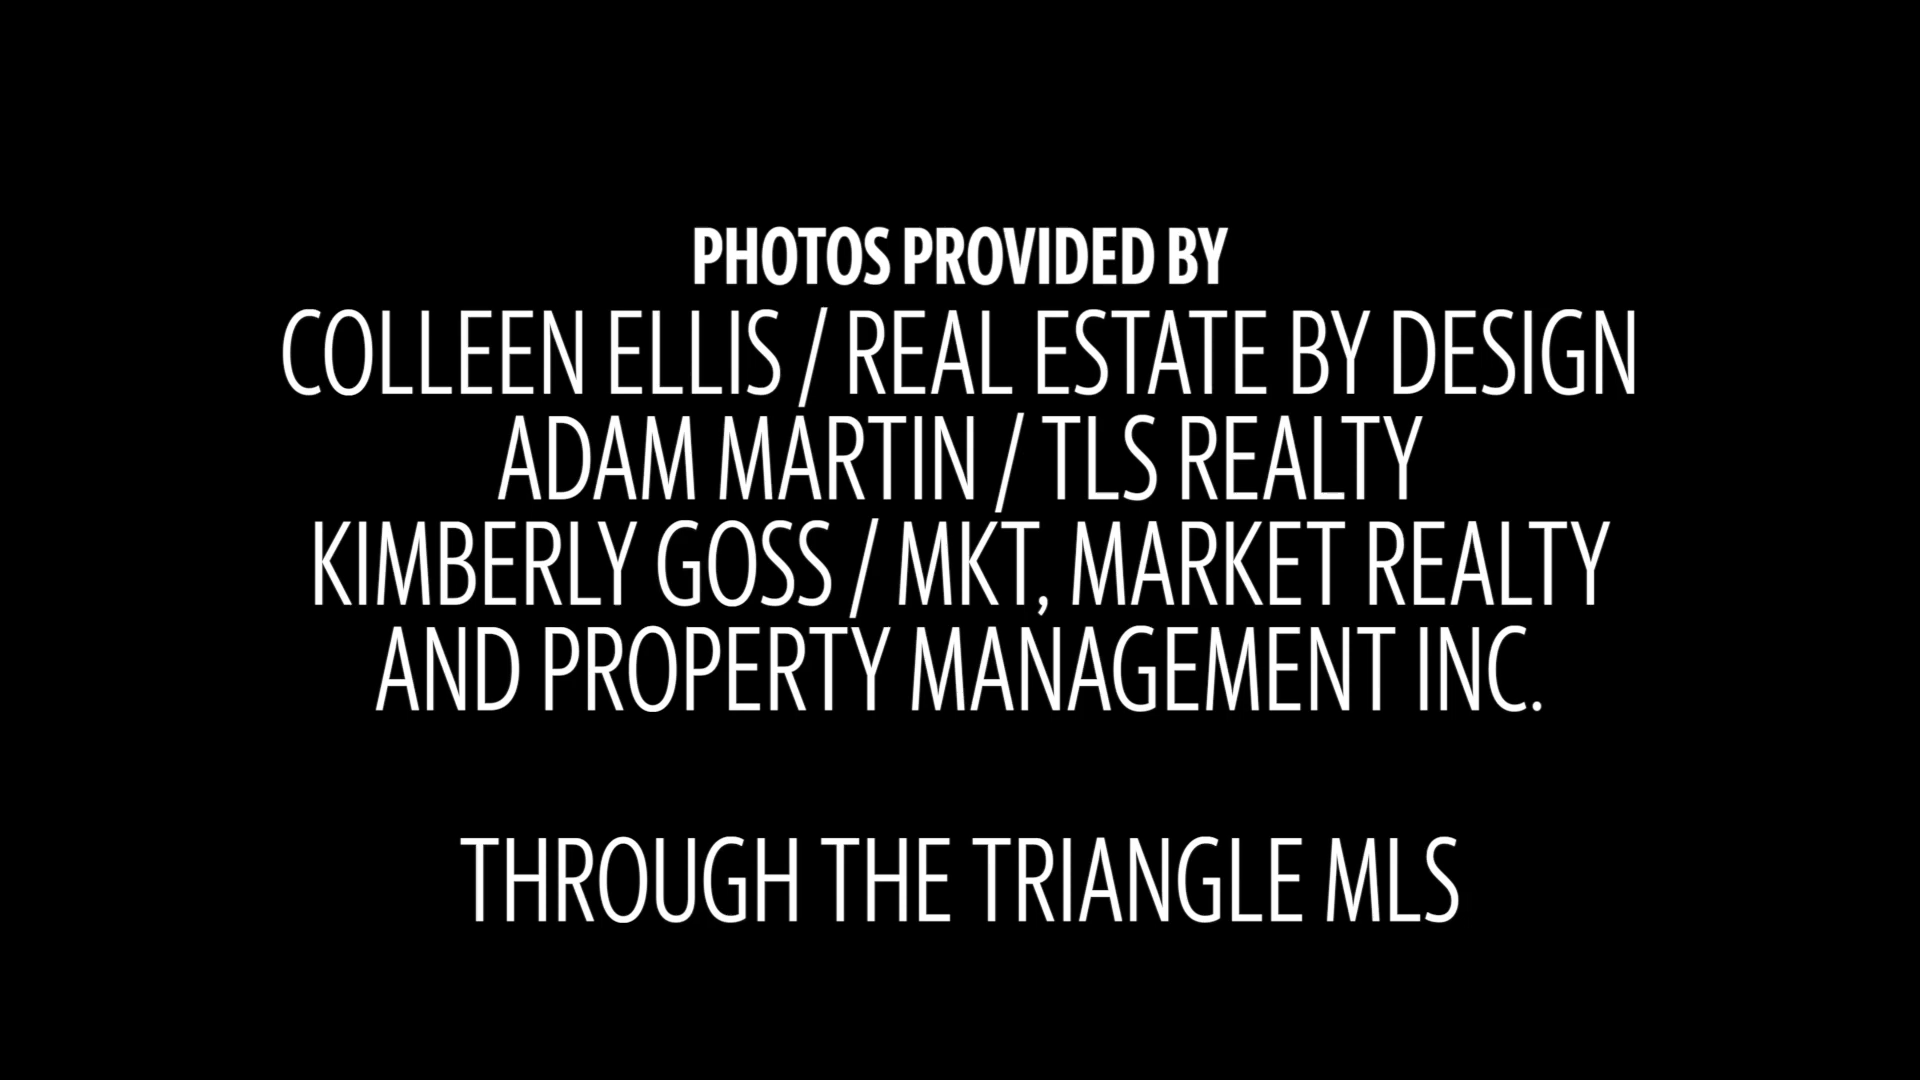 PHOTOS PROVIDED BY
COLLEEN ELLIS / REAL ESTATE BY DESIGN
ADAM MARTIN / TLS REALTY
KIMBERLY GOSS / MKT, MARKET REALTY
AND PROPERTY MANAGEMENT INC.
THROUGH THE TRIANGLE MLS